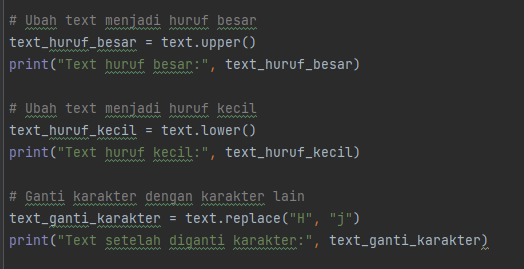 # Ubah text menjadi huruf besar
text_huruf_besar = text.upper()
print("Text huruf besar:", text_huruf_besar)
# Ubah text menjadi huruf kecil
text_huruf_kecil = text.lower()
print("Text huruf kecil:", text_huruf_kecil)
# Ganti karakter dengan karakter lain
text_ganti_karakter = text.replace("H", "j")
print("Text setelah diganti karakter:", text_ganti_karakter)